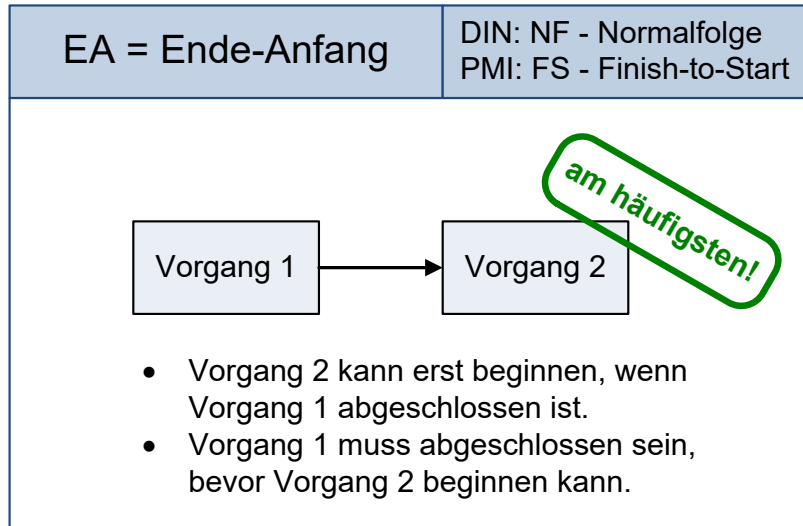 EA = Ende-Anfang
DIN: NF - Normalfolge
PMI: FS - Finish-to-Start
am häufigsten!
Vorgang 1
Vorgang 2
• Vorgang 2 kann erst beginnen, wenn
Vorgang 1 abgeschlossen ist.
• Vorgang 1 muss abgeschlossen sein,
bevor Vorgang 2 beginnen kann.